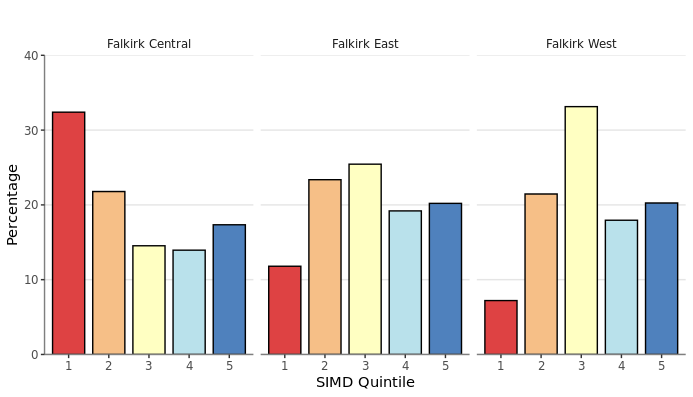 Falkirk Central Falkirk East Falkirk West
40
30
20
10
0
Percentage
1 2 3 4 5 1 2 3 4 5 1 2 3 4 5
SIMD Quintile